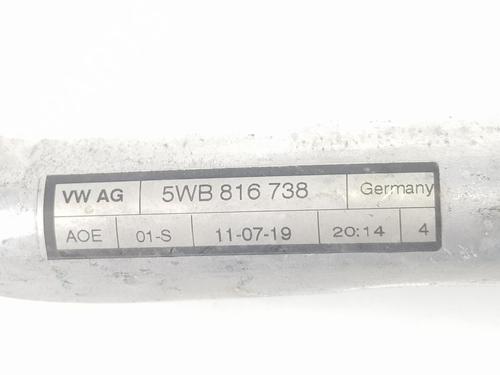 VW AG 5WB 816 738 Germany
AOE 01-S 11-07-19 20:14 4